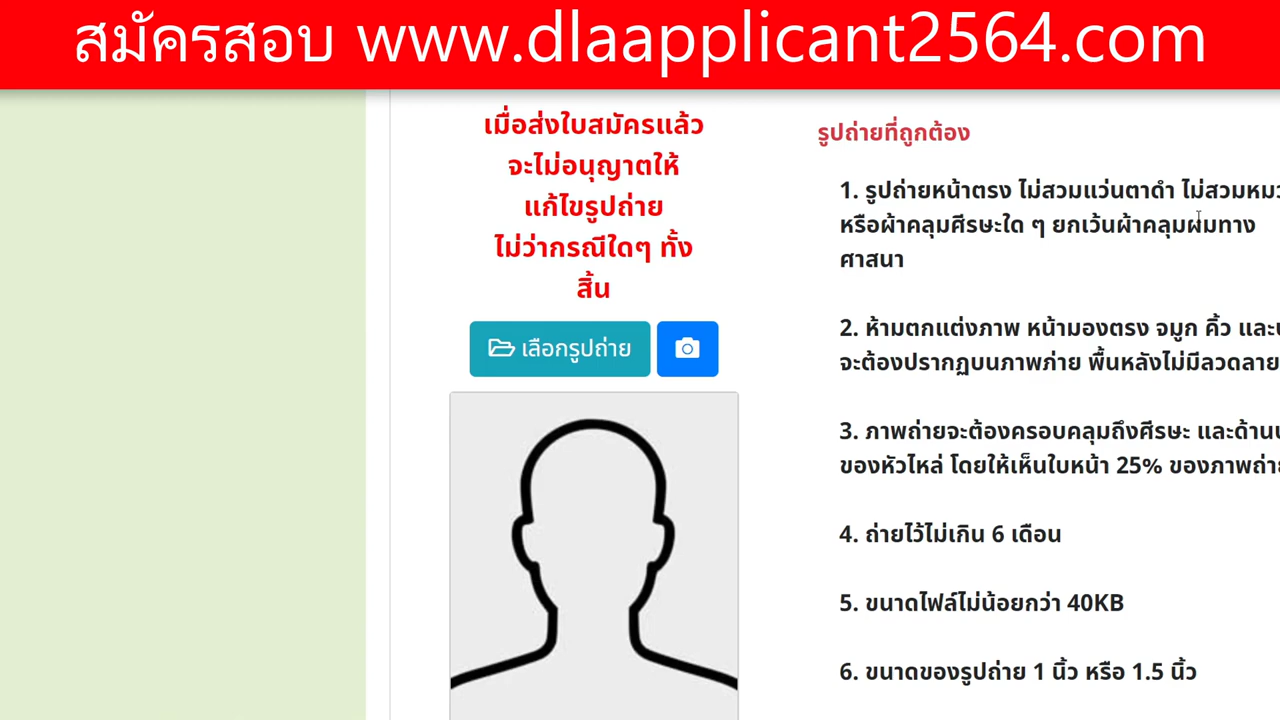 สมัครสอบ www.dlaapplicant2564.com
เมื่อส่งใบสมัครแล้ว
จะไม่อนุญาตให้
แก้ไขรูปถ่าย
ไม่ว่ากรณีใดๆ ทั้ง
สิ้น
เลือกรูปถ่าย
รูปถ่ายที่ถูกต้อง
1. รูปถ่ายหน้าตรง ไม่สวมแว่นตาดำ ไม่สวมหมว
หรือผ้าคลุมศีรษะใด ๆ ยกเว้นผ้าคลุมผมทาง
ศาสนา
2. ห้ามตกแต่งภาพ หน้ามองตรง จมูก คิ้ว และ
จะต้องปรากฏบนภาพถ่าย พื้นหลังไม่มีลวดลาย
3. ภาพถ่ายจะต้องครอบคลุมถึงศีรษะ และด้าน
ของหัวไหล่ โดยให้เห็นใบหน้า 25% ของภาพถ่า
4. ถ่ายไว้ไม่เกิน 6 เดือน
5. ขนาดไฟล์ไม่น้อยกว่า 40KB
6. ขนาดของรูปถ่าย 1 นิ้ว หรือ 1.5 นิ้ว